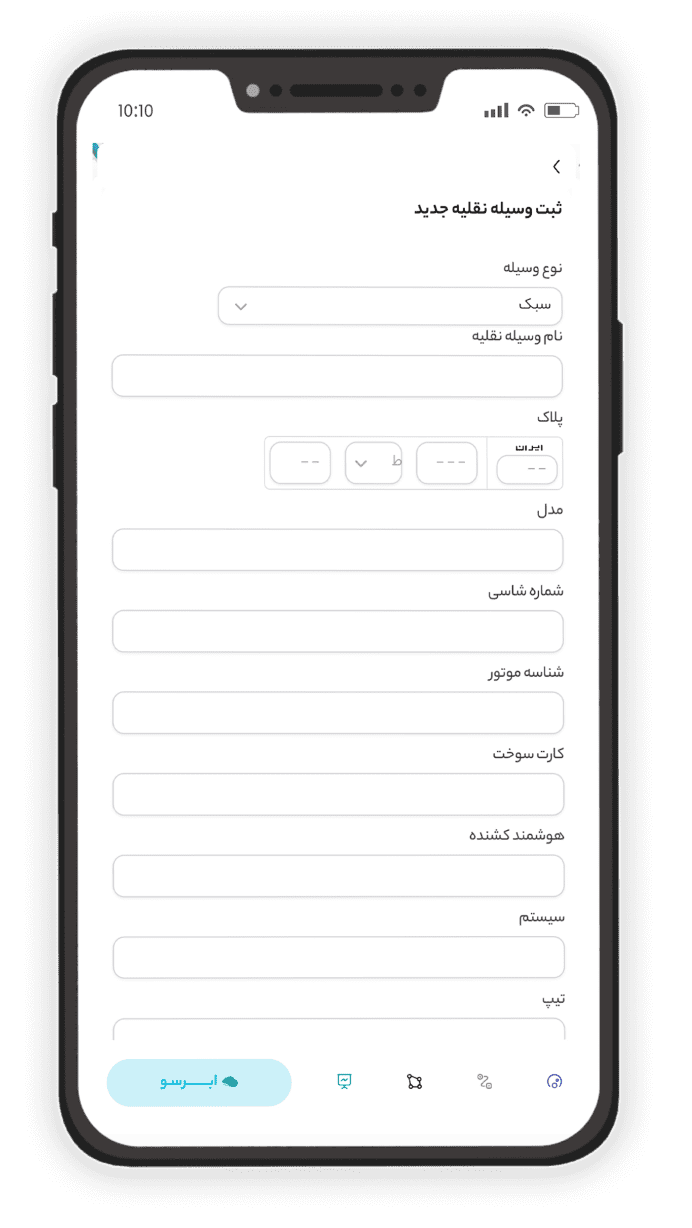 10:10
ثبت وسیله نقلیه جدید
نوع وسیله
سبک
نام وسیله نقلیه
پلاک
ایران
-- --- ط --
مدل
شماره شاسی
شناسه موتور
کارت سوخت
هوشمند کشنده
سیستم
تیپ
ابــرسو